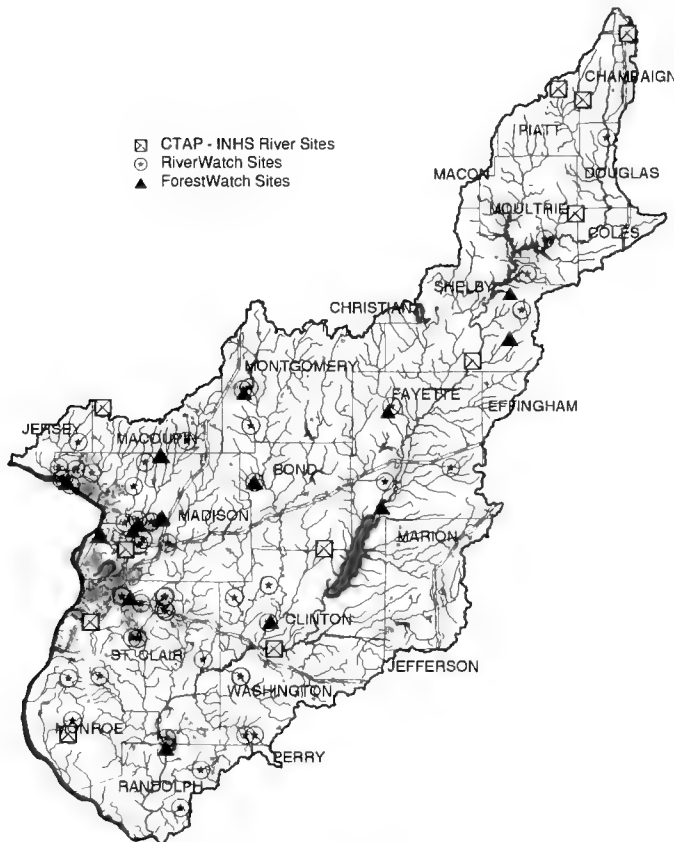 CHAMPAIGN
CTAP - INHS River Sites
PIATT
RiverWatch Sites
MACON
DOUGLAS
ForestWatch Sites
MOULTRIE
COLES
SHELBY
CHRISTIAN
MONTGOMERY
FAYETTE
EFFINGHAM
JERSEY
MACOUPIN
BOND
MADISON
MARION
CLINTON
ST. CLAIR
JEFFERSON
WASHINGTON
MONROE
PERRY
RANDOLPH